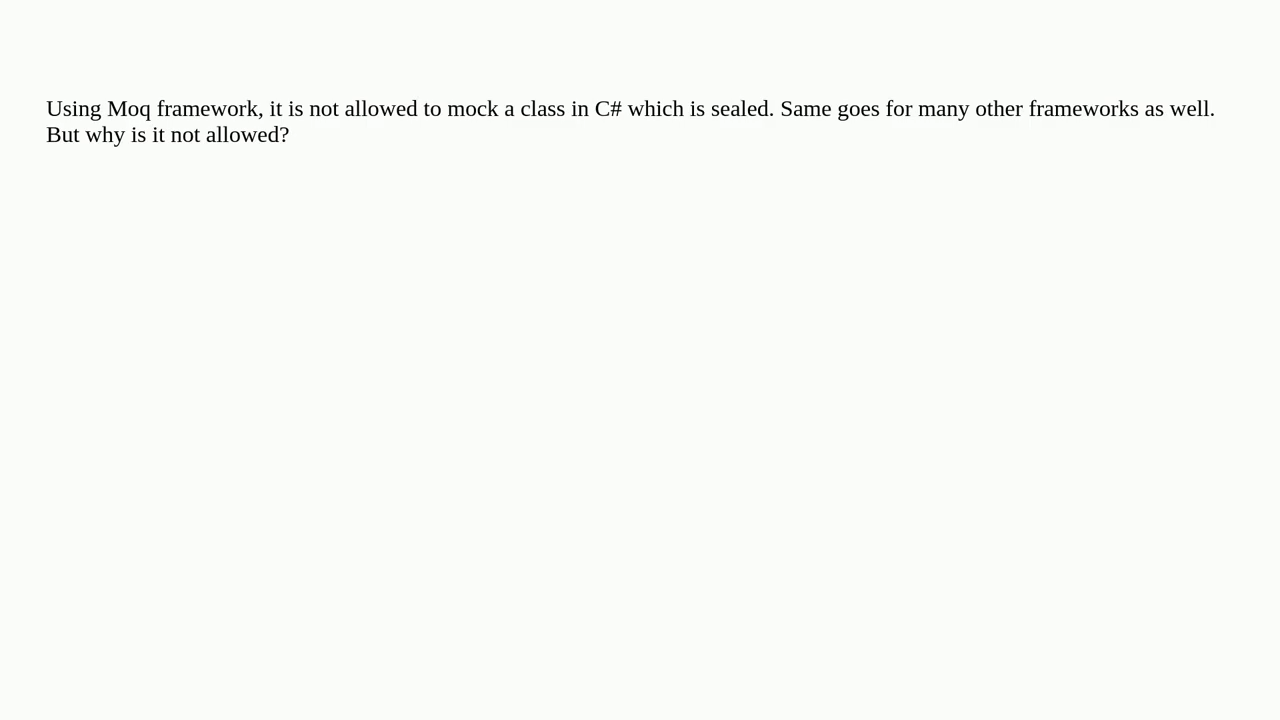 Using Moq framework, it is not allowed to mock a class in C# which is sealed. Same goes for many other frameworks as well.
But why is it not allowed?